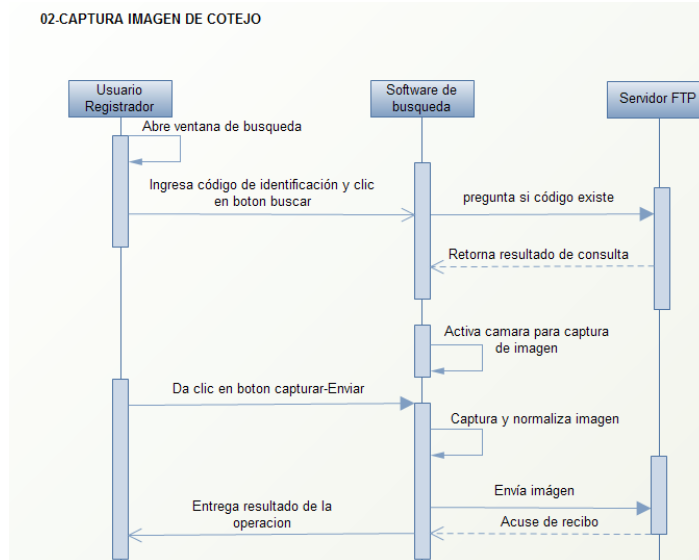 02-CAPTURA IMAGEN DE COTEJO
Usuario
Registrador
Software de
busqueda
Servidor FTP
Abre ventana de busqueda
Ingresa código de identificación y clic
en boton buscar
pregunta si código existe
Retorna resultado de consulta
Activa camara para captura
de imagen
Da clic en boton capturar-Enviar
Captura y normaliza imagen
Envía imágen
Entrega resultado de la
operacion
Acuse de recibo